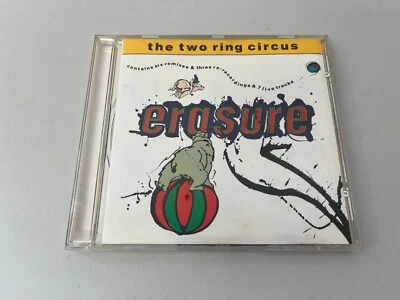 the two ring circus
contains six remixes & three re-recordings & 7 live tracks
erasure